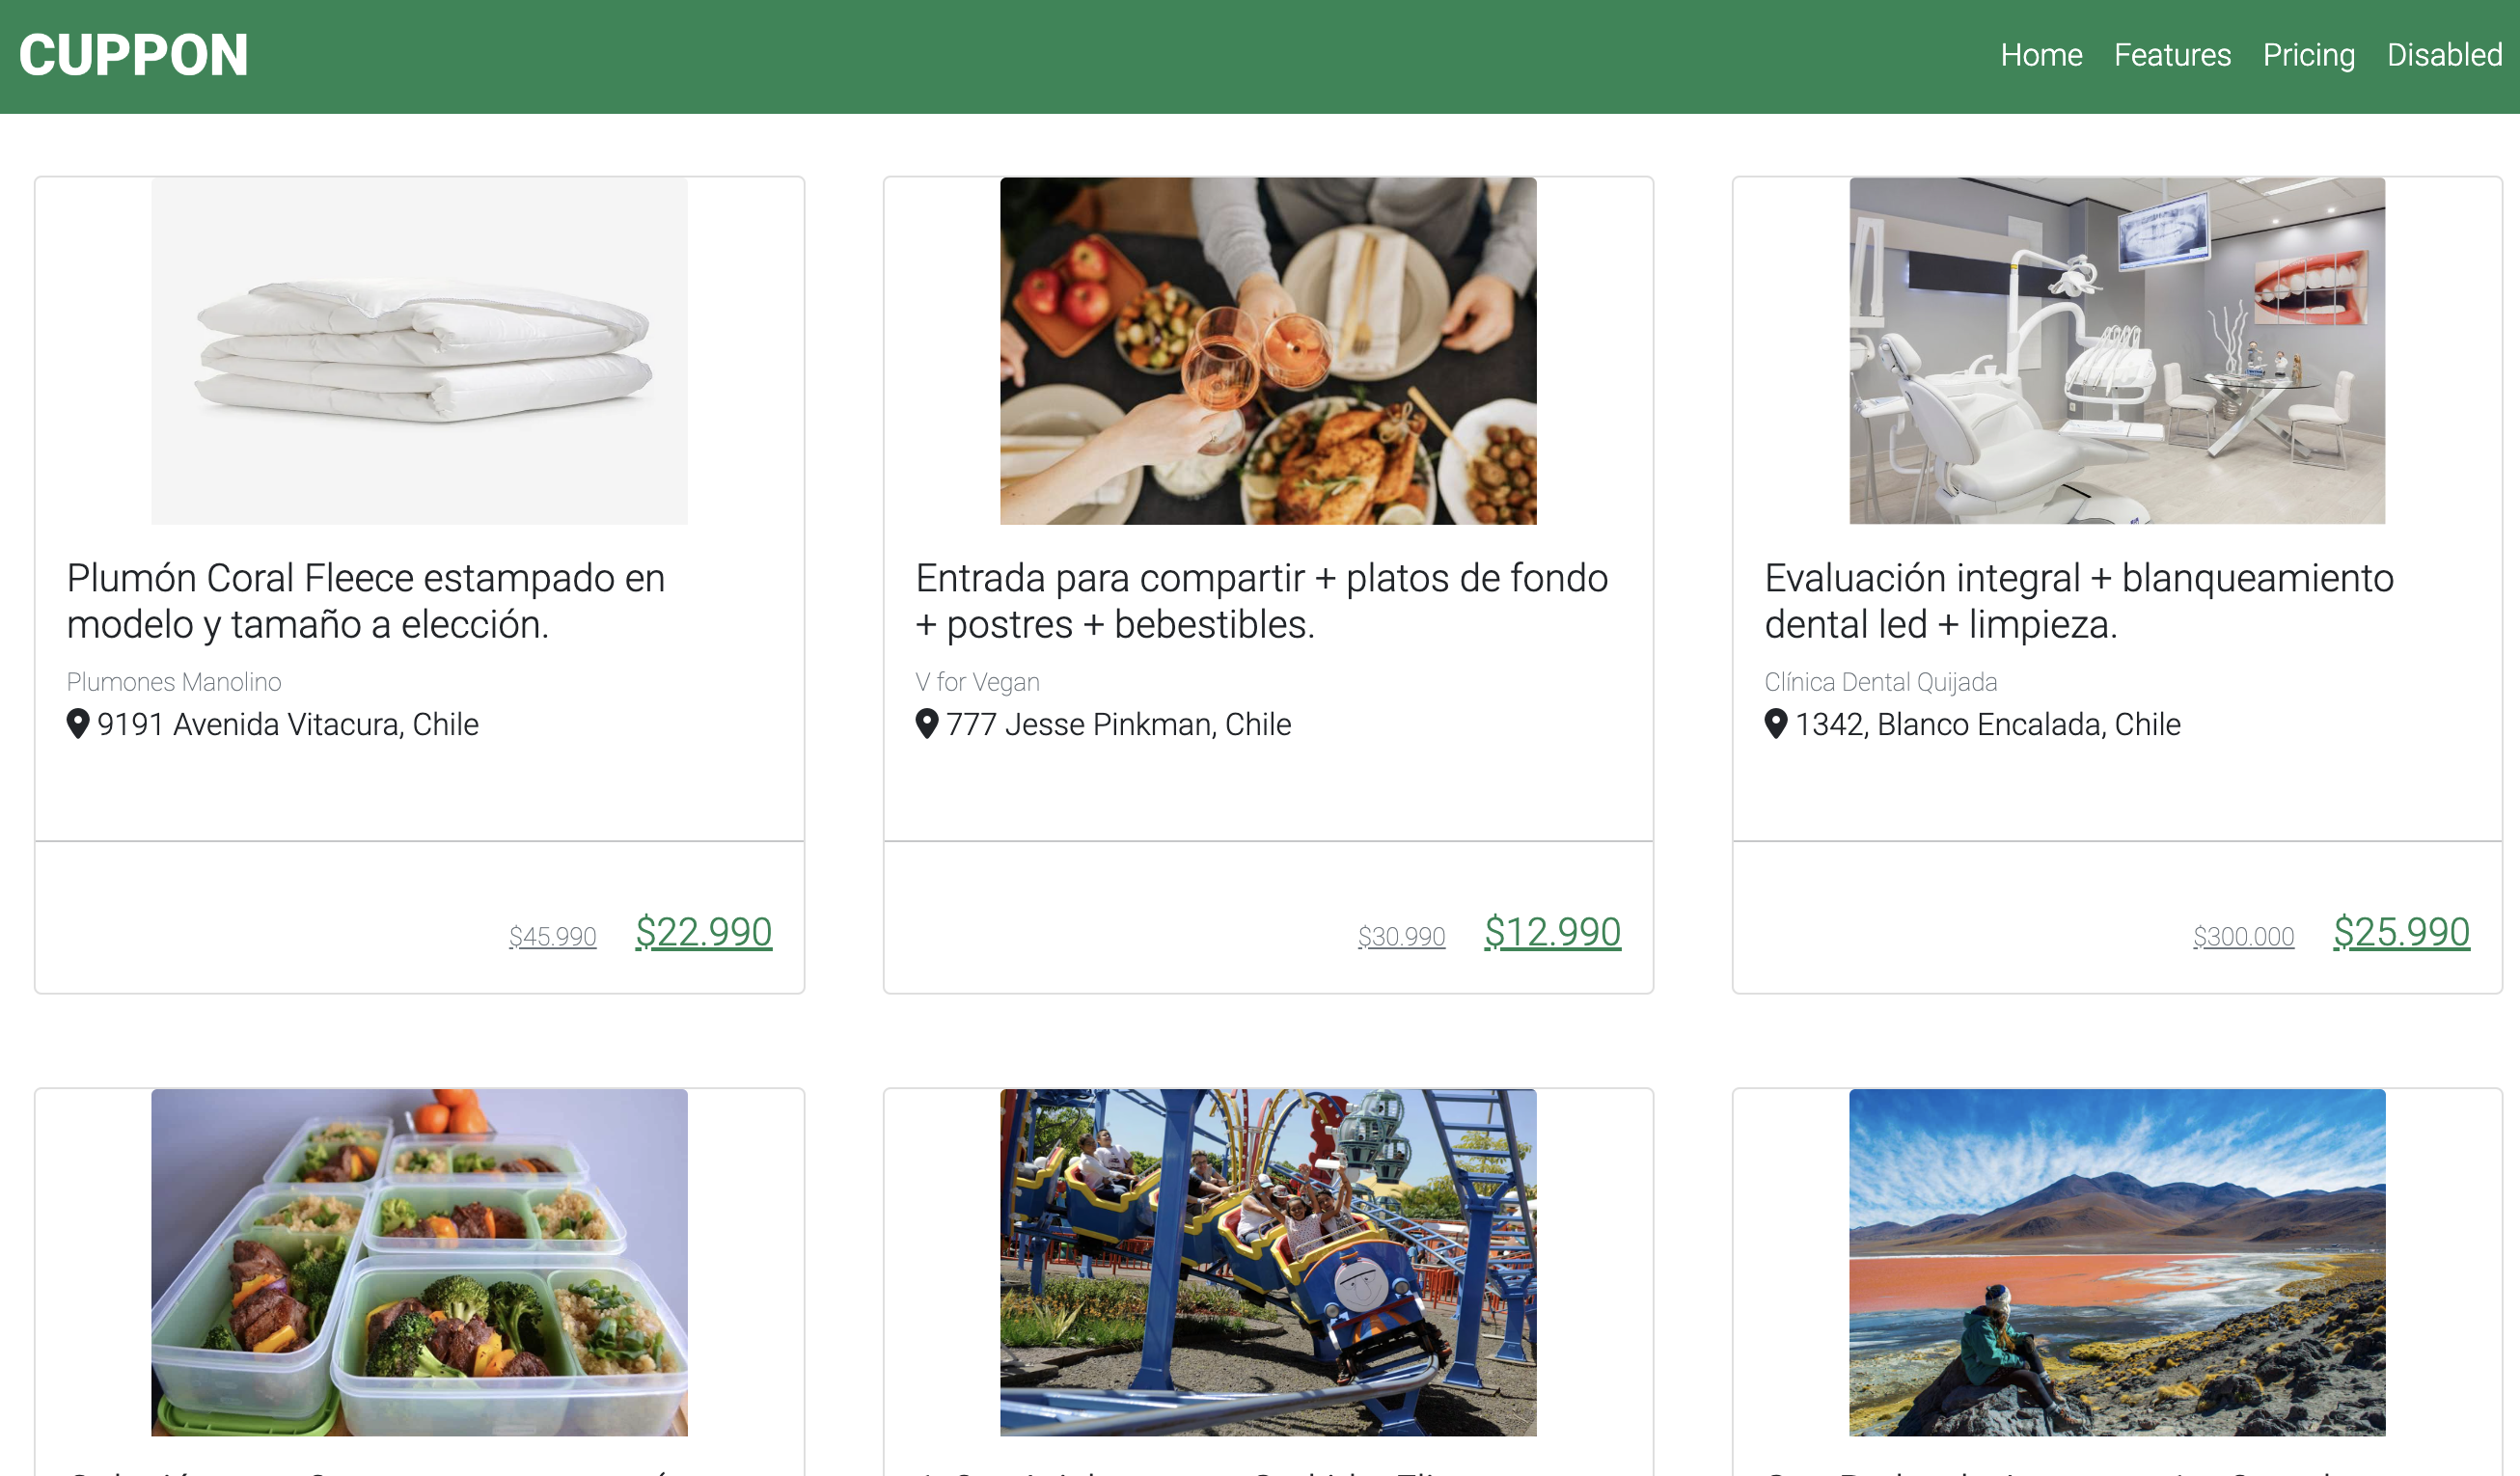 CUPPON
Home Features Pricing Disabled
Plumón Coral Fleece estampado en
modelo y tamaño a elección.
Plumones Manolino
9191 Avenida Vitacura, Chile
$45.990 $22.990
Entrada para compartir + platos de fondo
+ postres + bebestibles.
V for Vegan
777 Jesse Pinkman, Chile
$30.990 $12.990
Evaluación integral + blanqueamiento
dental led + limpieza.
Clínica Dental Quijada
1342, Blanco Encalada, Chile
$300.000 $25.990